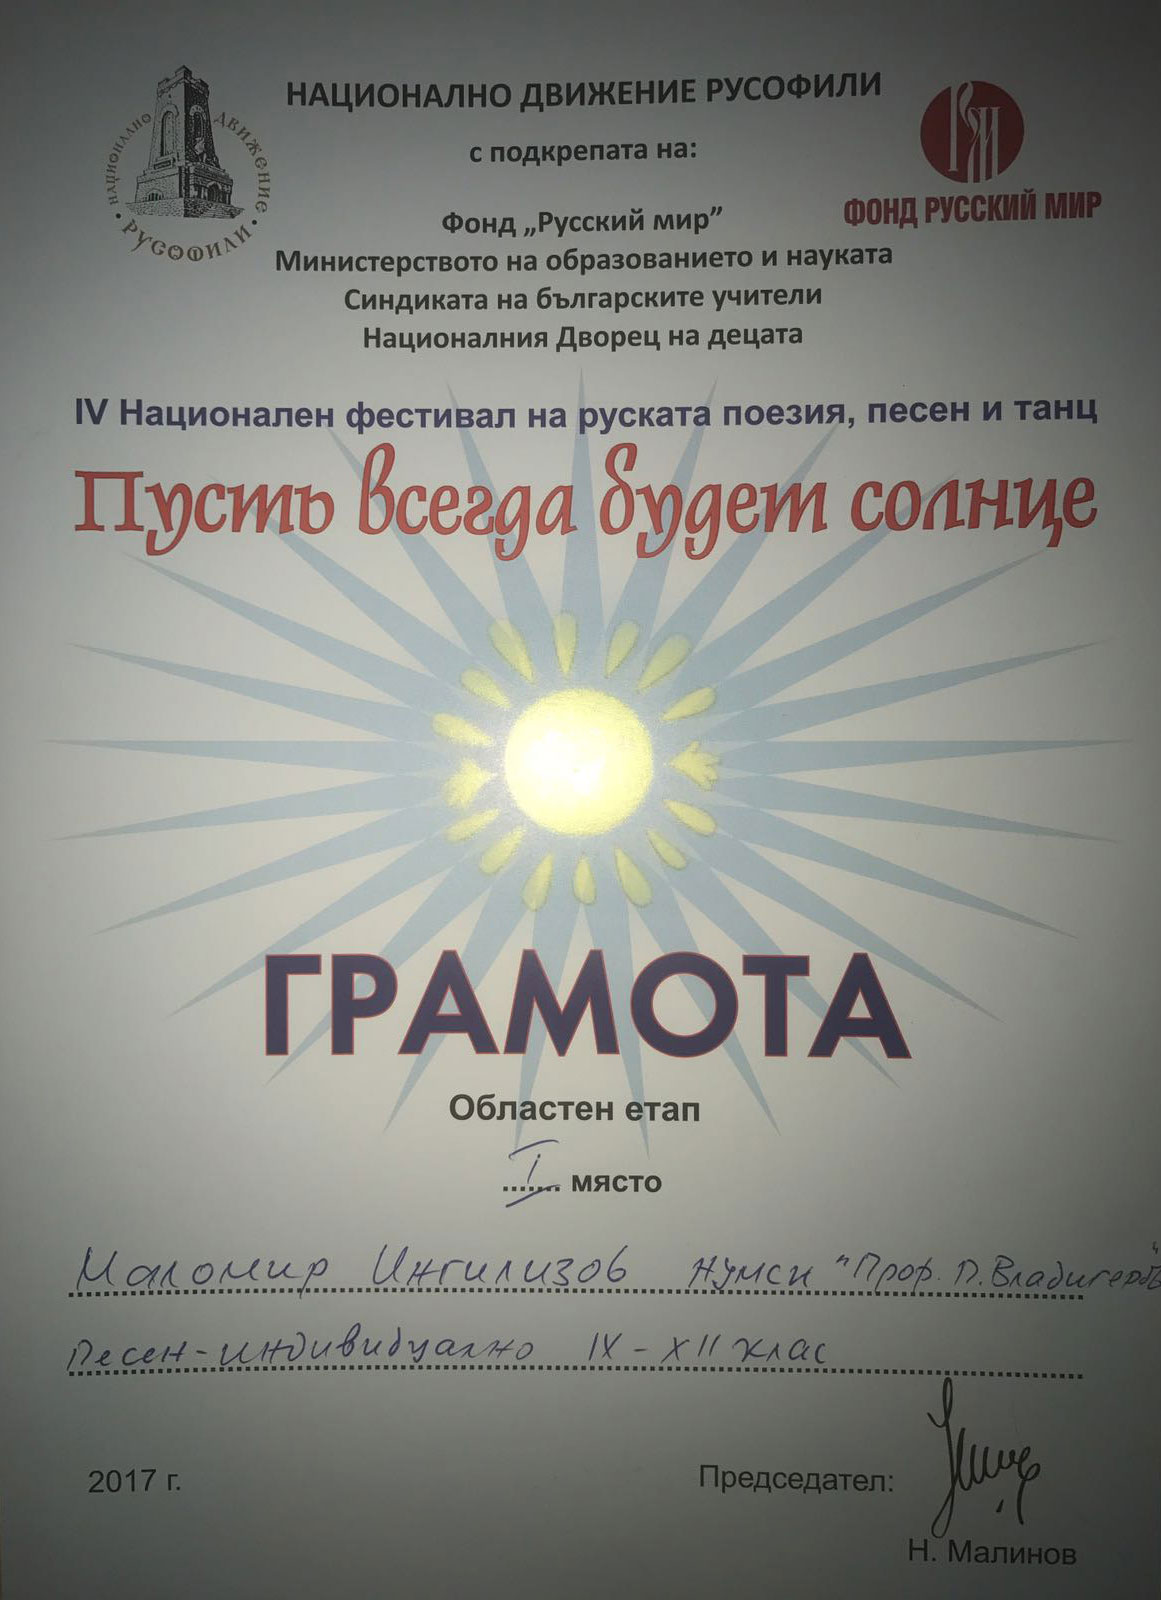 НАЦИОНАЛНО ДВИЖЕНИЕ РУСОФИЛИ
НАЦИОНАЛНО ДВИЖЕНИЕ РУСОФИЛИ
с подкрепата на:
ФОНД РУССКИЙ МИР
Фонд „Русский мир”
Министерството на образованието и науката
Синдиката на българските учители
Националния Дворец на децата
IV Национален фестивал на руската поезия, песен и танц
Пусть всегда будет солнце
ГРАМОТА
Областен етап
I място
Маломир Ингилизов НУМСИ "Проф. П. Владигеров"
Песен - индивидуално IX - XII клас
2017 г.
Председател:
Н. Малинов